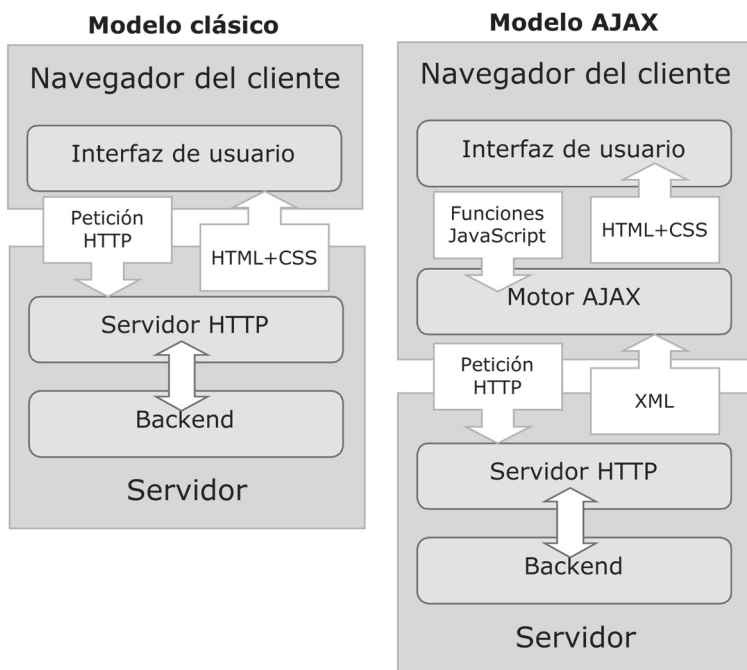 Modelo clásico
Navegador del cliente
Interfaz de usuario
Petición
HTTP
HTML+CSS
Servidor HTTP
Backend
Servidor
Modelo AJAX
Navegador del cliente
Interfaz de usuario
Funciones
JavaScript
HTML+CSS
Motor AJAX
Petición
HTTP
XML
Servidor HTTP
Backend
Servidor